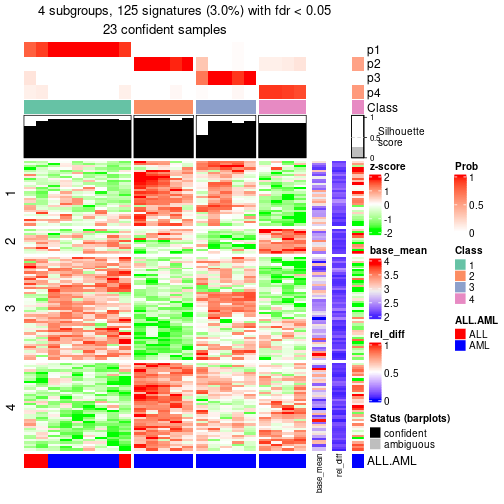 4 subgroups, 125 signatures (3.0%) with fdr < 0.05
23 confident samples
p1
p2
p3
p4
Class
1
0.5
0
Silhouette
score
1
2
3
4
base_mean
rel_diff
ALL.AML
z-score
2
1
0
-1
-2
base_mean
4
3.5
3
2.5
2
rel_diff
1
0.5
0
Status (barplots)
confident
ambiguous
Prob
1
0.5
0
Class
1
2
3
4
ALL.AML
ALL
AML